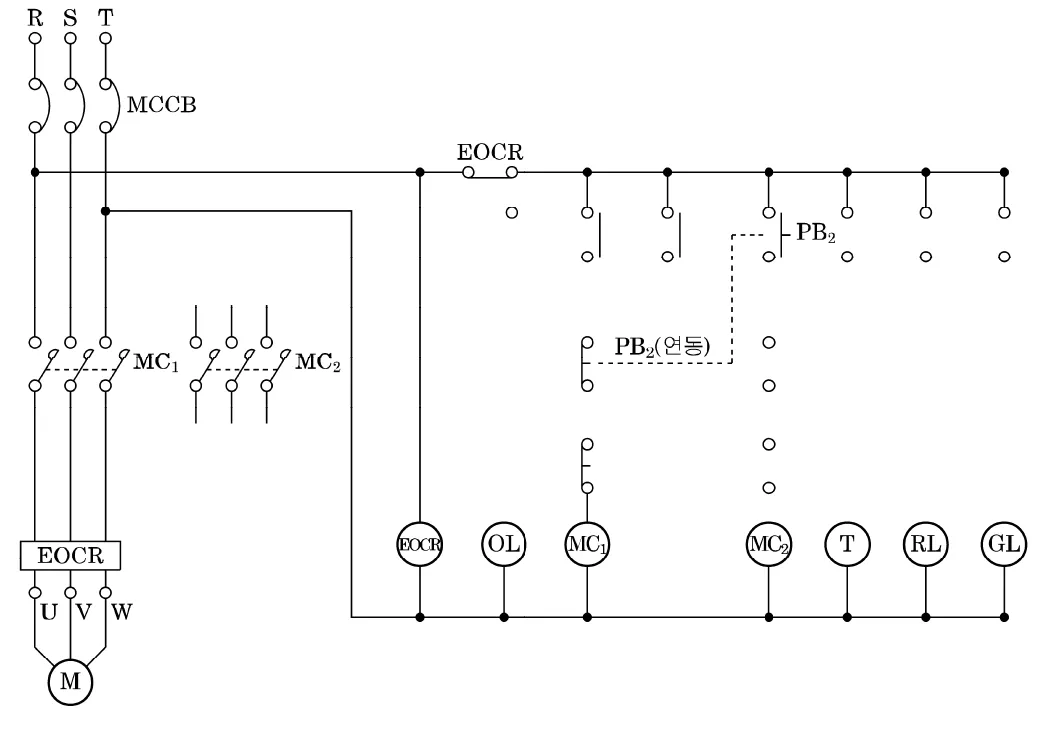 R S T
MCCB
EOCR
PB₂
MC₁
MC₂
PB₂(연동)
EOCR
OL
MC₁
MC₂
T
RL
GL
EOCR
U V W
M